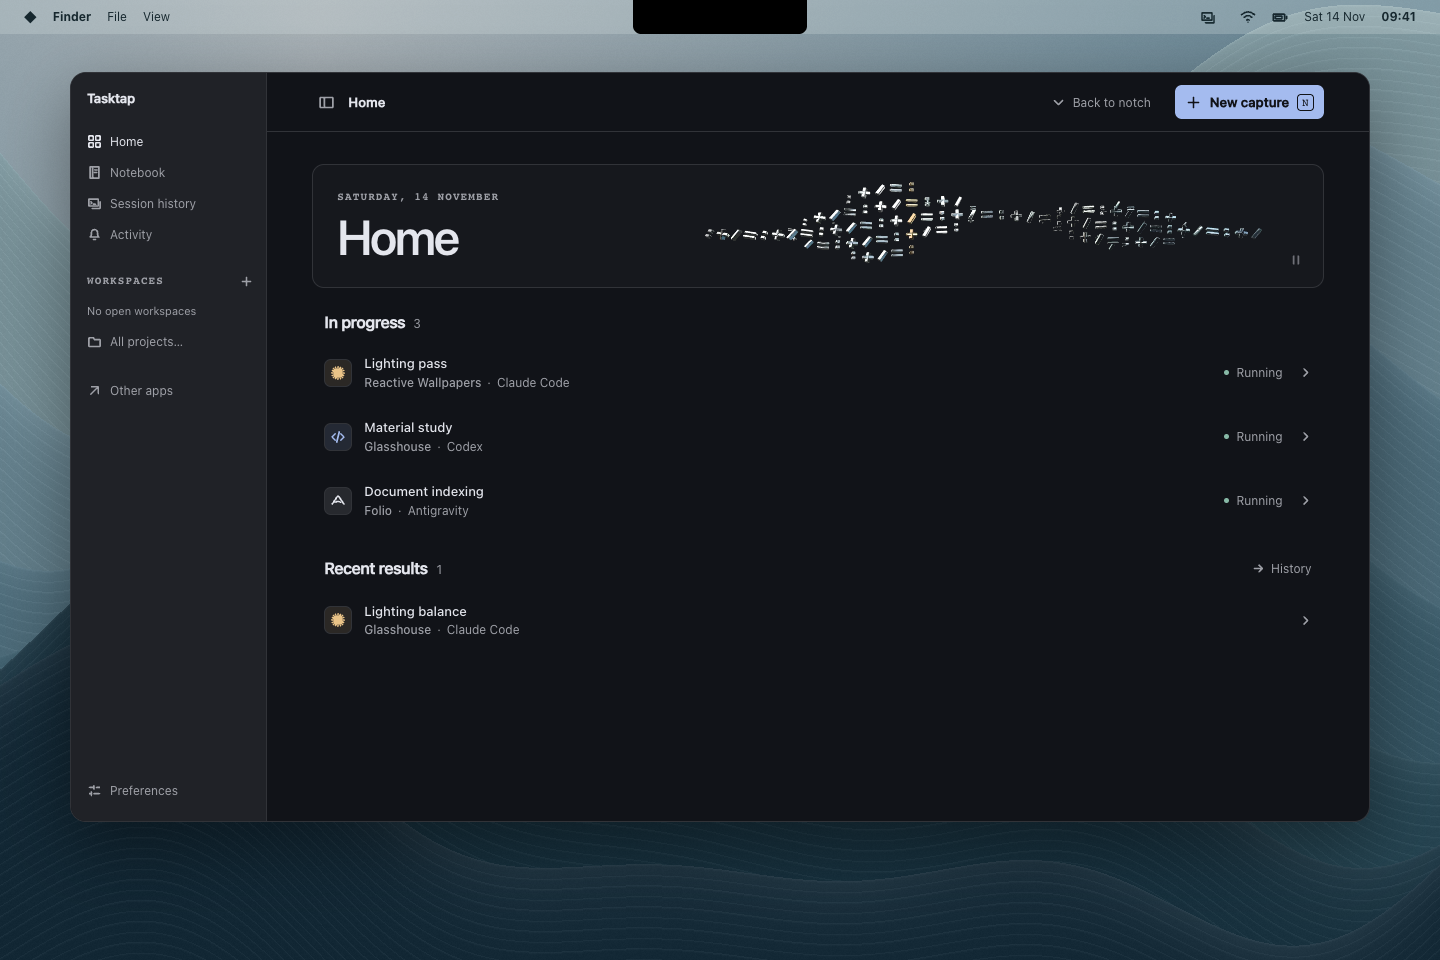 Finder File View Sat 14 Nov 09:41
Tasktap
Home
Notebook
Session history
Activity
WORKSPACES
No open workspaces
All projects...
Other apps
Preferences
Home
Back to notch
New capture N
SATURDAY, 14 NOVEMBER
Home
In progress 3
Lighting pass
Reactive Wallpapers · Claude Code
Running
Material study
Glasshouse · Codex
Running
Document indexing
Folio · Antigravity
Running
Recent results 1
History
Lighting balance
Glasshouse · Claude Code